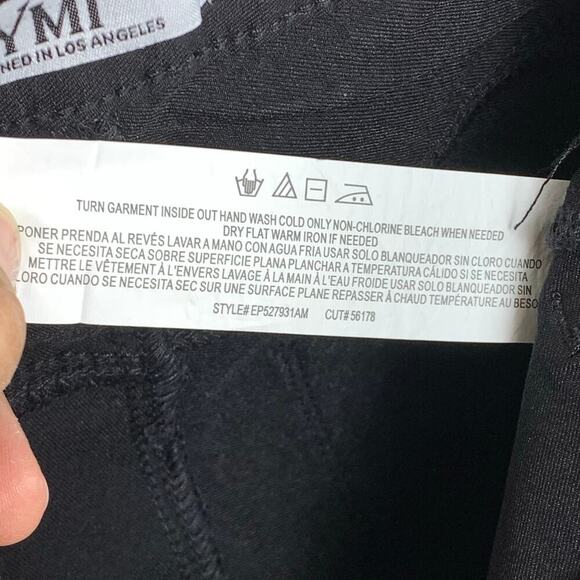 YMI
NED IN LOS ANGELES
TURN GARMENT INSIDE OUT HAND WASH COLD ONLY NON-CHLORINE BLEACH WHEN NEEDED
DRY FLAT WARM IRON IF NEEDED
PONER PRENDA AL REVÉS LAVAR A MANO CON AGUA FRIA USAR SOLO BLANQUEADOR SIN CLORO CUANDO
SE NECESITA SECA SOBRE SUPERFICIE PLANA PLANCHAR A TEMPERATURA CÁLIDO SI SE NECESITA
METTRE LE VÊTEMENT À L'ENVERS LAVAGE À LA MAIN À L'EAU FROIDE USAR SOLO BLANQUEADOR SIN
CLORO CUANDO SE NECESITA SEC SUR UNE SURFACE PLANE REPASSER À CHAUD TEMPÉRATURE AU BESO
STYLE# EP527931AM CUT# 56178